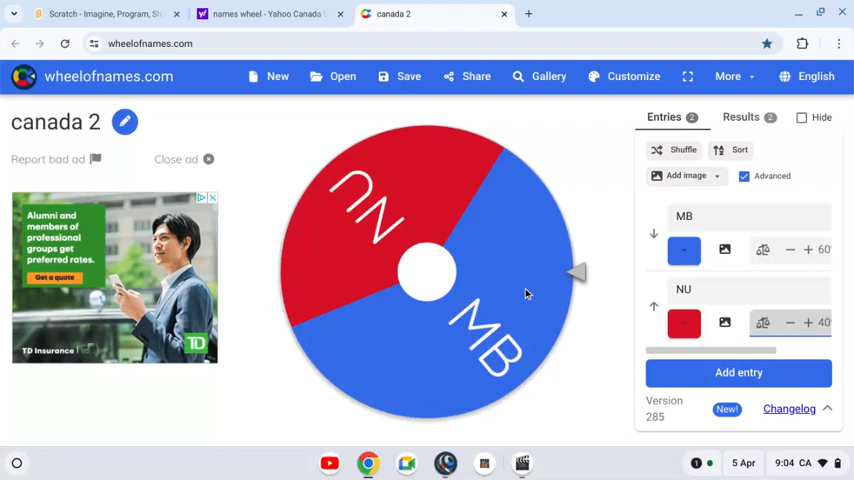 Scratch - Imagine, Program, Sh
names wheel - Yahoo Canada S
canada 2
wheelofnames.com
wheelofnames.com
New
Open
Save
Share
Gallery
Customize
More
English
canada 2
Report bad ad
Close ad
Alumni and
members of
professional
groups get
preferred rates.
Get a quote
TD Insurance
TD
NU
MB
Entries 2
Results 2
Hide
Shuffle
Sort
Add image
Advanced
MB
60
NU
40
Add entry
Version
285
New!
Changelog
1
5 Apr
9:04 CA